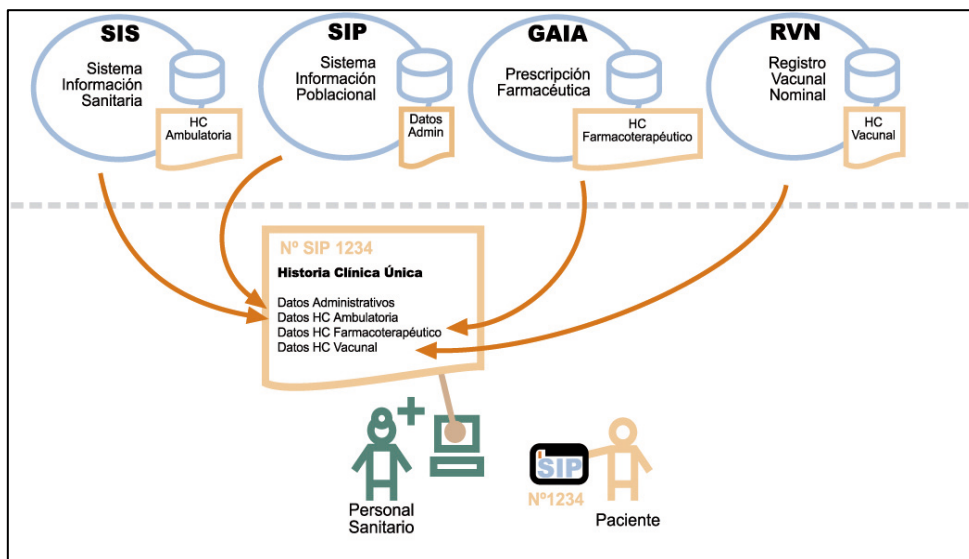 SIS
Sistema
Información
Sanitaria
HC
Ambulatoria
SIP
Sistema
Información
Poblacional
Datos
Admin
GAIA
Prescripción
Farmacéutica
HC
Farmacoterapéutico
RVN
Registro
Vacunal
Nominal
HC
Vacunal
Nº SIP 1234
Historia Clínica Única
Datos Administrativos
Datos HC Ambulatoria
Datos HC Farmacoterapéutico
Datos HC Vacunal
Personal
Sanitario
SIP
Nº1234
Paciente